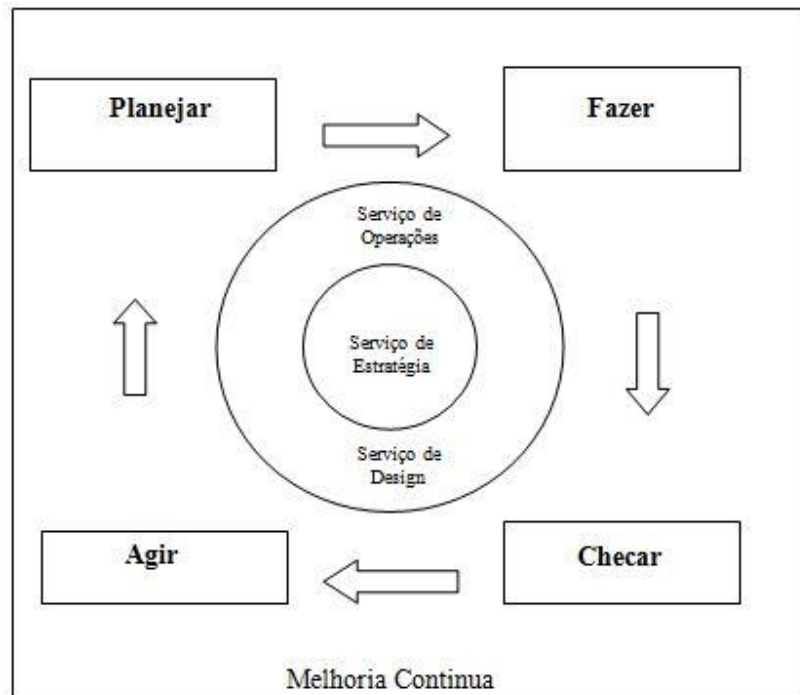 Planejar
Fazer
Serviço de
Operações
Serviço de
Estratégia
Serviço de
Design
Agir
Checar
Melhoria Continua